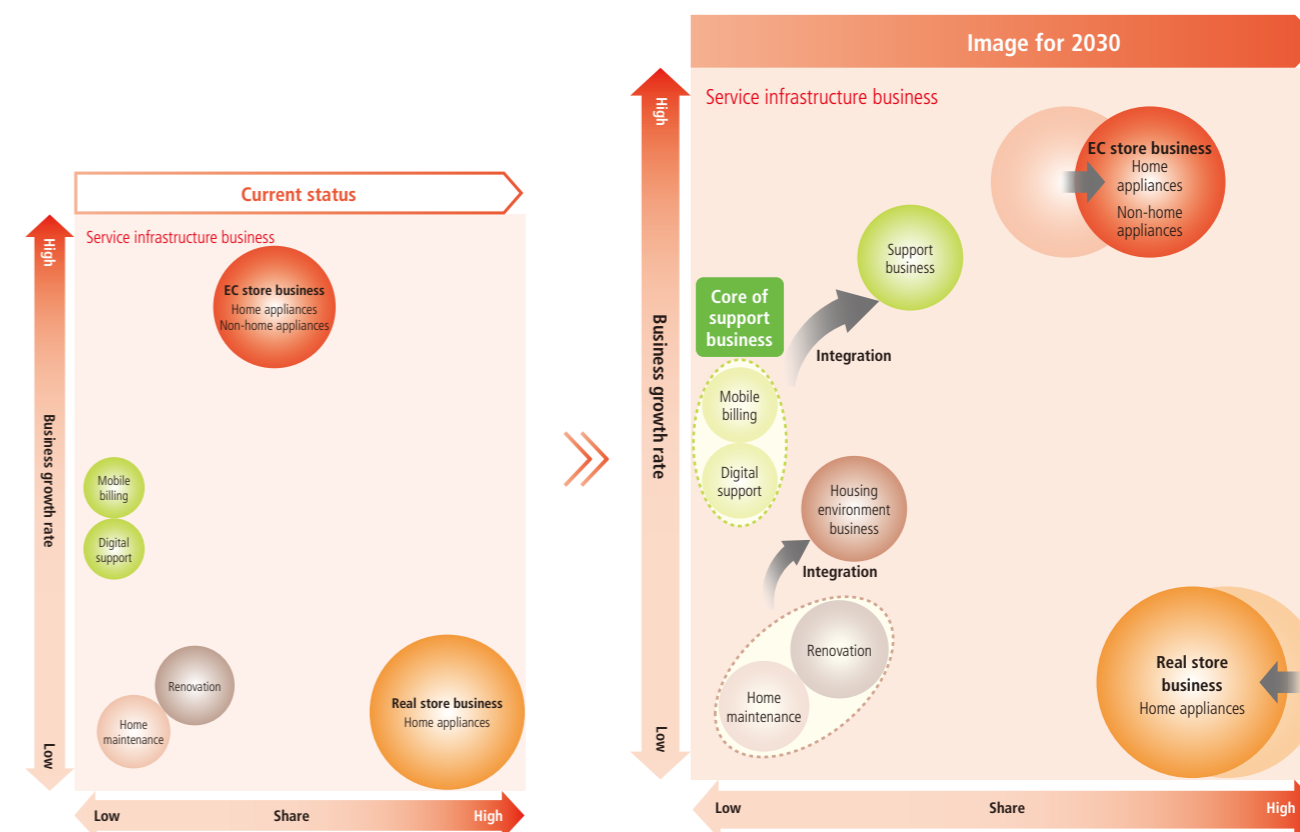 Current status
Service infrastructure business
High
Business growth rate
Low
EC store business
Home appliances
Non-home appliances
Mobile
billing
Digital
support
Renovation
Home
maintenance
Real store business
Home appliances
Low
Share
High
Image for 2030
Service infrastructure business
High
Business growth rate
Low
EC store business
Home
appliances
Non-home
appliances
Support
business
Core of
support
business
Integration
Mobile
billing
Digital
support
Housing
environment
business
Integration
Renovation
Home
maintenance
Real store
business
Home appliances
Low
Share
High